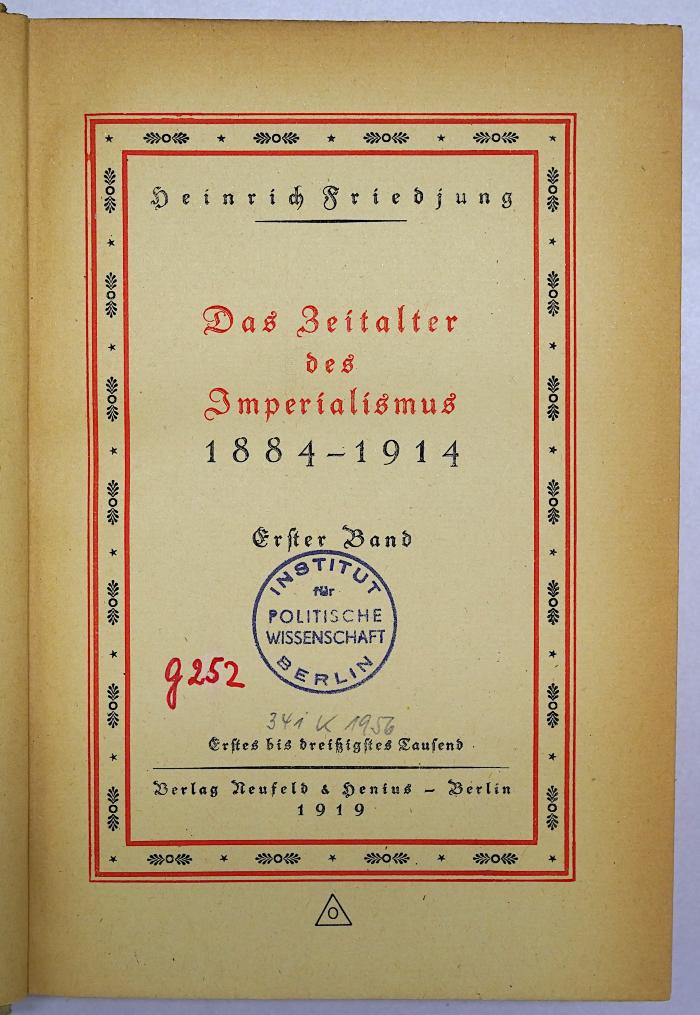 Heinrich Friedjung
Das Zeitalter
des
Imperialismus
1884–1914
Erster Band
INSTITUT
für
POLITISCHE
WISSENSCHAFT
BERLIN
g252
341 K 1956
Erstes bis dreißigstes Tausend
Verlag Neufeld & Henius – Berlin
1919
O